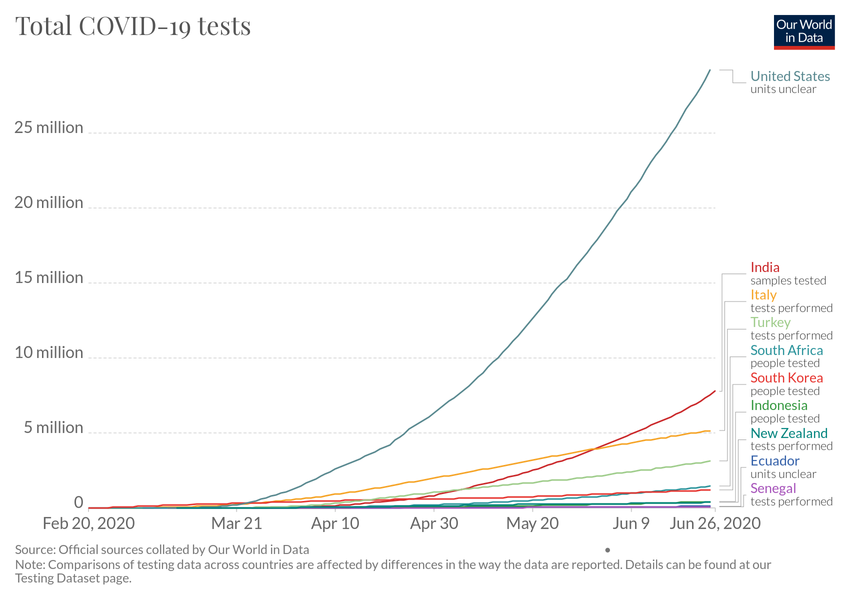 Total COVID-19 tests
Our World
in Data
United States
units unclear
25 million
20 million
15 million
10 million
5 million
0
India
samples tested
Italy
tests performed
Turkey
tests performed
South Africa
people tested
South Korea
people tested
Indonesia
people tested
New Zealand
tests performed
Ecuador
units unclear
Senegal
tests performed
Feb 20, 2020 Mar 21 Apr 10 Apr 30 May 20 Jun 9 Jun 26, 2020
Source: Official sources collated by Our World in Data
Note: Comparisons of testing data across countries are affected by differences in the way the data are reported. Details can be found at our
Testing Dataset page.